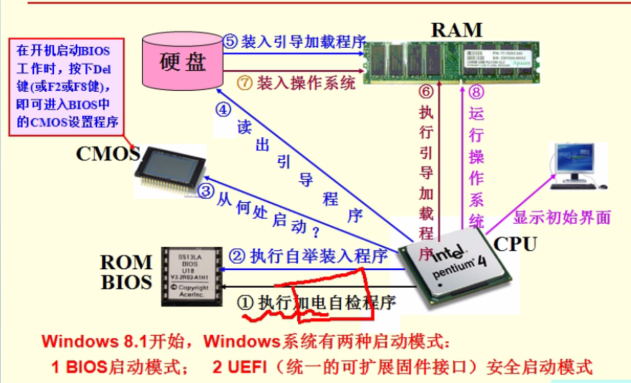 在开机启动BIOS
工作时，按下Del
键(或F2或F8键)，
即可进入BIOS中
的CMOS设置程序
硬盘
⑤装入引导加载程序
⑦装入操作系统
RAM
④读出引导程序
⑥执行引导加载程序
⑧运行操作系统
CMOS
③从何处启动？
显示初始界面
CPU
intel
pentium 4
ROM
BIOS
②执行自举装入程序
Copyright
①执行加电自检程序
Windows 8.1开始，Windows系统有两种启动模式：
1 BIOS启动模式； 2 UEFI（统一的可扩展固件接口）安全启动模式